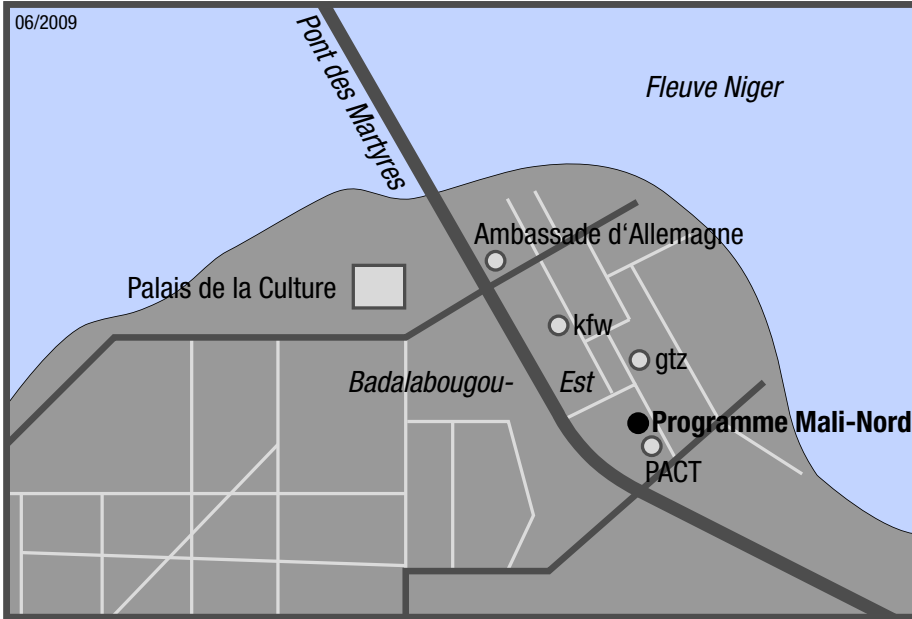 06/2009
Pont des Martyres
Fleuve Niger
Ambassade d‘Allemagne
Palais de la Culture
kfw
gtz
Badalabougou- Est
Programme Mali-Nord
PACT